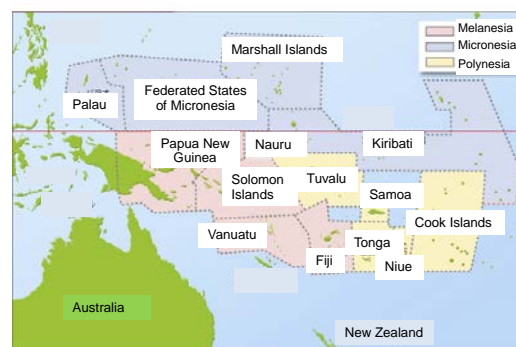 Melanesia
Micronesia
Polynesia
Marshall Islands
Federated States
of Micronesia
Palau
Papua New
Guinea
Nauru
Kiribati
Solomon
Islands
Tuvalu
Samoa
Cook Islands
Vanuatu
Fiji
Tonga
Niue
Australia
New Zealand